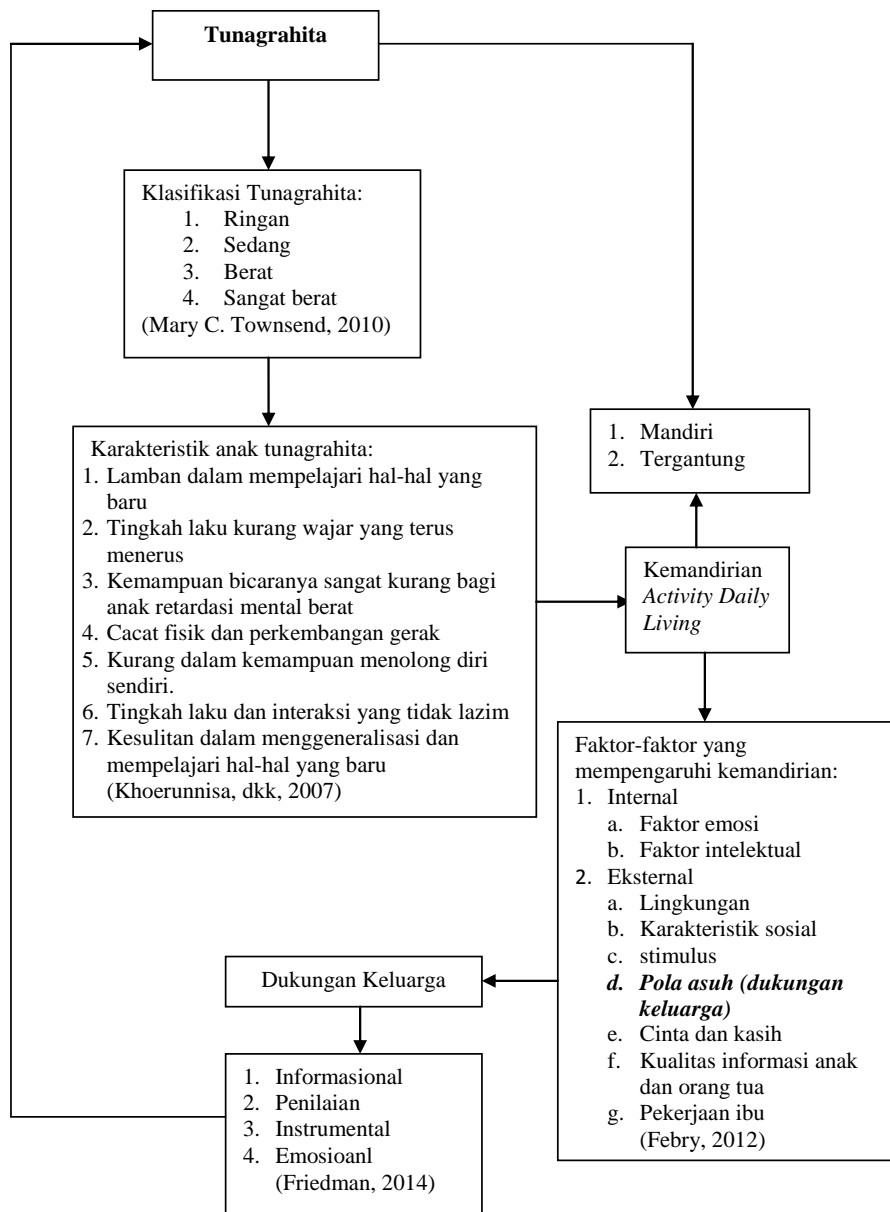 Tunagrahita
Klasifikasi Tunagrahita:
1. Ringan
2. Sedang
3. Berat
4. Sangat berat
(Mary C. Townsend, 2010)
Karakteristik anak tunagrahita:
1. Lamban dalam mempelajari hal-hal yang
baru
2. Tingkah laku kurang wajar yang terus
menerus
3. Kemampuan bicaranya sangat kurang bagi
anak retardasi mental berat
4. Cacat fisik dan perkembangan gerak
5. Kurang dalam kemampuan menolong diri
sendiri.
6. Tingkah laku dan interaksi yang tidak lazim
7. Kesulitan dalam menggeneralisasi dan
mempelajari hal-hal yang baru
(Khoerunnisa, dkk, 2007)
1. Mandiri
2. Tergantung
Kemandirian
Activity Daily
Living
Faktor-faktor yang
mempengaruhi kemandirian:
1. Internal
a. Faktor emosi
b. Faktor intelektual
2. Eksternal
a. Lingkungan
b. Karakteristik sosial
c. stimulus
d. Pola asuh (dukungan
keluarga)
e. Cinta dan kasih
f. Kualitas informasi anak
dan orang tua
g. Pekerjaan ibu
(Febry, 2012)
Dukungan Keluarga
1. Informasional
2. Penilaian
3. Instrumental
4. Emosioanl
(Friedman, 2014)